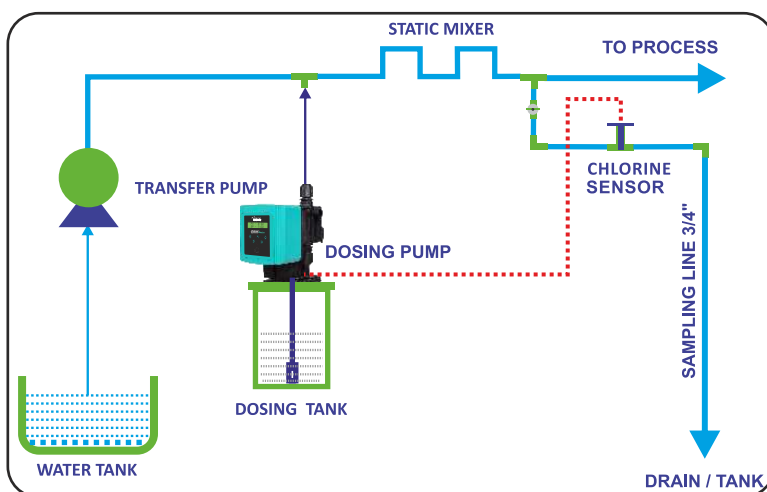 STATIC MIXER
TO PROCESS
TRANSFER PUMP
CHLORINE
SENSOR
DOSING PUMP
SAMPLING LINE 3/4"
DOSING TANK
WATER TANK
DRAIN / TANK